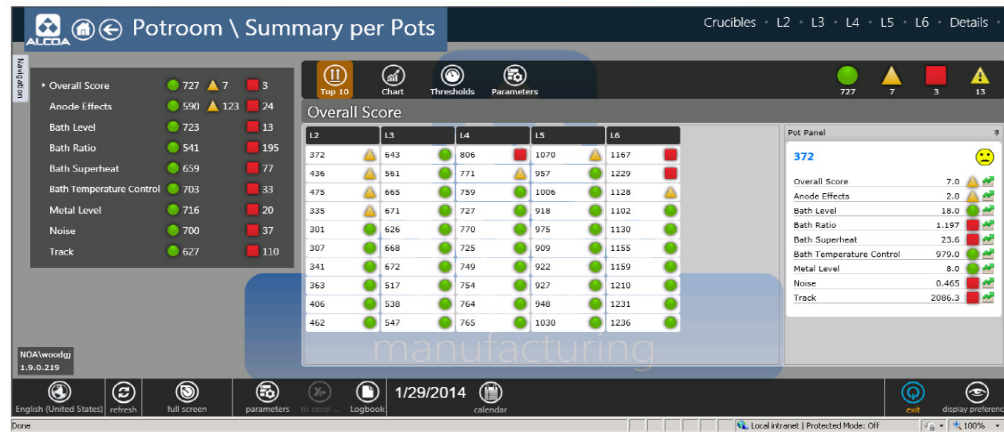 ALCOA
Potroom \ Summary per Pots
Crucibles • L2 • L3 • L4 • L5 • L6 • Details •
Navigation
Overall Score 727 7 3
Anode Effects 590 123 24
Bath Level 723 13
Bath Ratio 541 195
Bath Superheat 659 77
Bath Temperature Control 703 33
Metal Level 716 20
Noise 700 37
Track 627 110
NOA\woodgj
1.9.0.219
Top 10 Chart Thresholds Parameters
727 7 3 13
Overall Score
L2 L3 L4 L5 L6
372 643 806 1070 1167
436 561 771 957 1229
475 665 759 1006 1128
335 671 727 918 1102
301 626 770 975 1130
307 668 725 909 1155
341 672 749 922 1159
363 517 754 927 1210
406 538 764 948 1231
462 547 765 1030 1236
manufacturing
Pot Panel
372
Overall Score 7.0
Anode Effects 2.0
Bath Level 18.0
Bath Ratio 1.197
Bath Superheat 23.6
Bath Temperature Control 979.0
Metal Level 8.0
Noise 0.465
Track 2086.3
English (United States) refresh full screen parameters to excel ... Logbook 1/29/2014 calendar exit display preferenc
Done Local intranet | Protected Mode: Off 100%